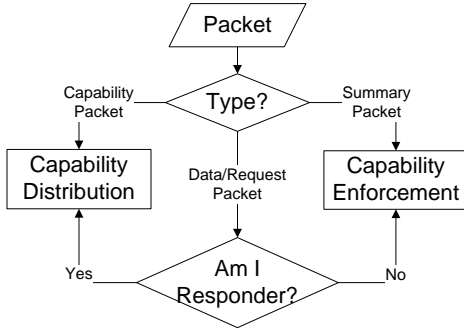 Packet
Capability
Packet
Type?
Summary
Packet
Capability
Distribution
Data/Request
Packet
Capability
Enforcement
Yes
Am I
Responder?
No